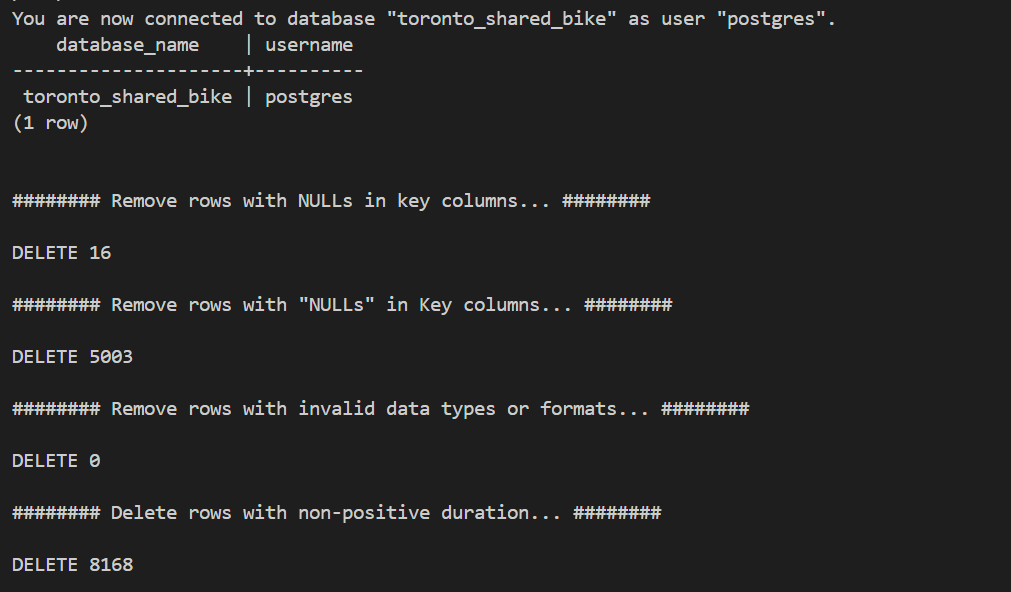 You are now connected to database "toronto_shared_bike" as user "postgres".
    database_name    | username
---------------------+----------
 toronto_shared_bike | postgres
(1 row)
######## Remove rows with NULLs in key columns... ########
DELETE 16
######## Remove rows with "NULLs" in Key columns... ########
DELETE 5003
######## Remove rows with invalid data types or formats... ########
DELETE 0
######## Delete rows with non-positive duration... ########
DELETE 8168